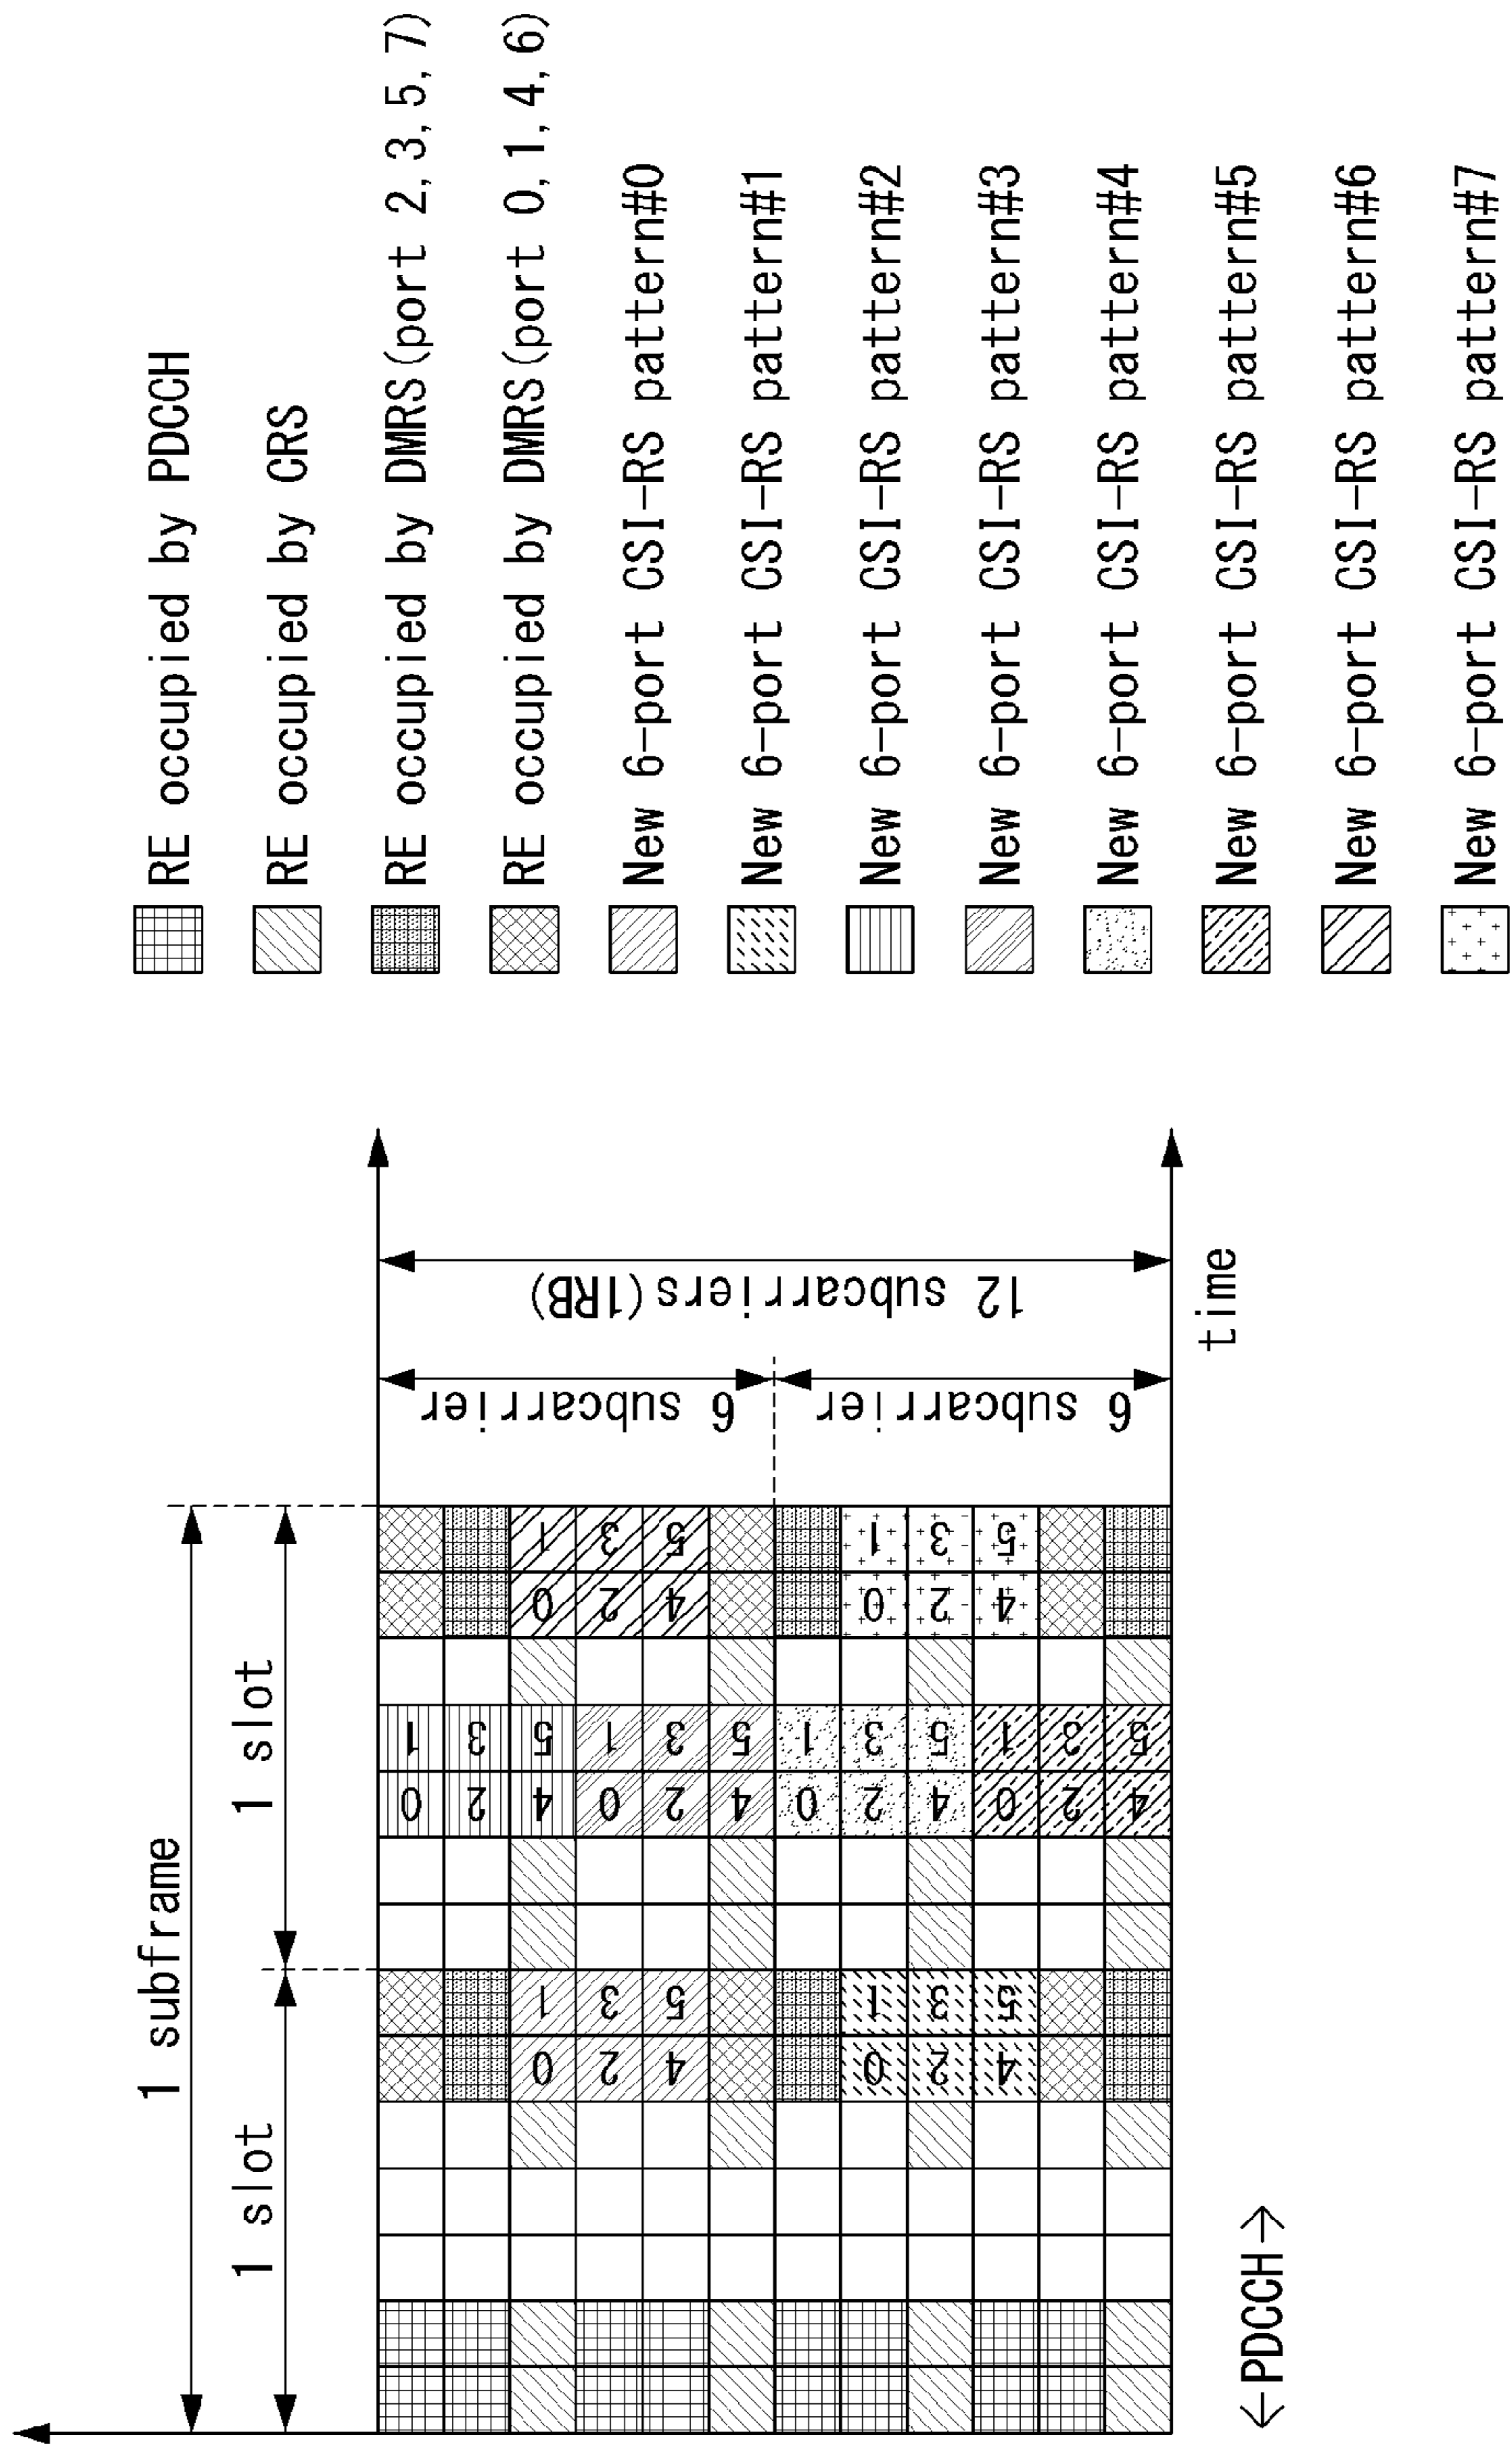 1 subframe
1 slot
1 slot
0 1
2 3
0 1 4 5 0 1
2 3 0 1 2 3
4 5 2 3 4 5
4 5
0 1
0 1 2 3 0 1
2 3 4 5 2 3
4 5 0 1 4 5
2 3
4 5
6 subcarrier
6 subcarrier
12 subcarriers(1RB)
time
←PDCCH→
RE occupied by PDCCH
RE occupied by CRS
RE occupied by DMRS(port 2, 3, 5, 7)
RE occupied by DMRS(port 0, 1, 4, 6)
New 6-port CSI-RS pattern#0
New 6-port CSI-RS pattern#1
New 6-port CSI-RS pattern#2
New 6-port CSI-RS pattern#3
New 6-port CSI-RS pattern#4
New 6-port CSI-RS pattern#5
New 6-port CSI-RS pattern#6
New 6-port CSI-RS pattern#7